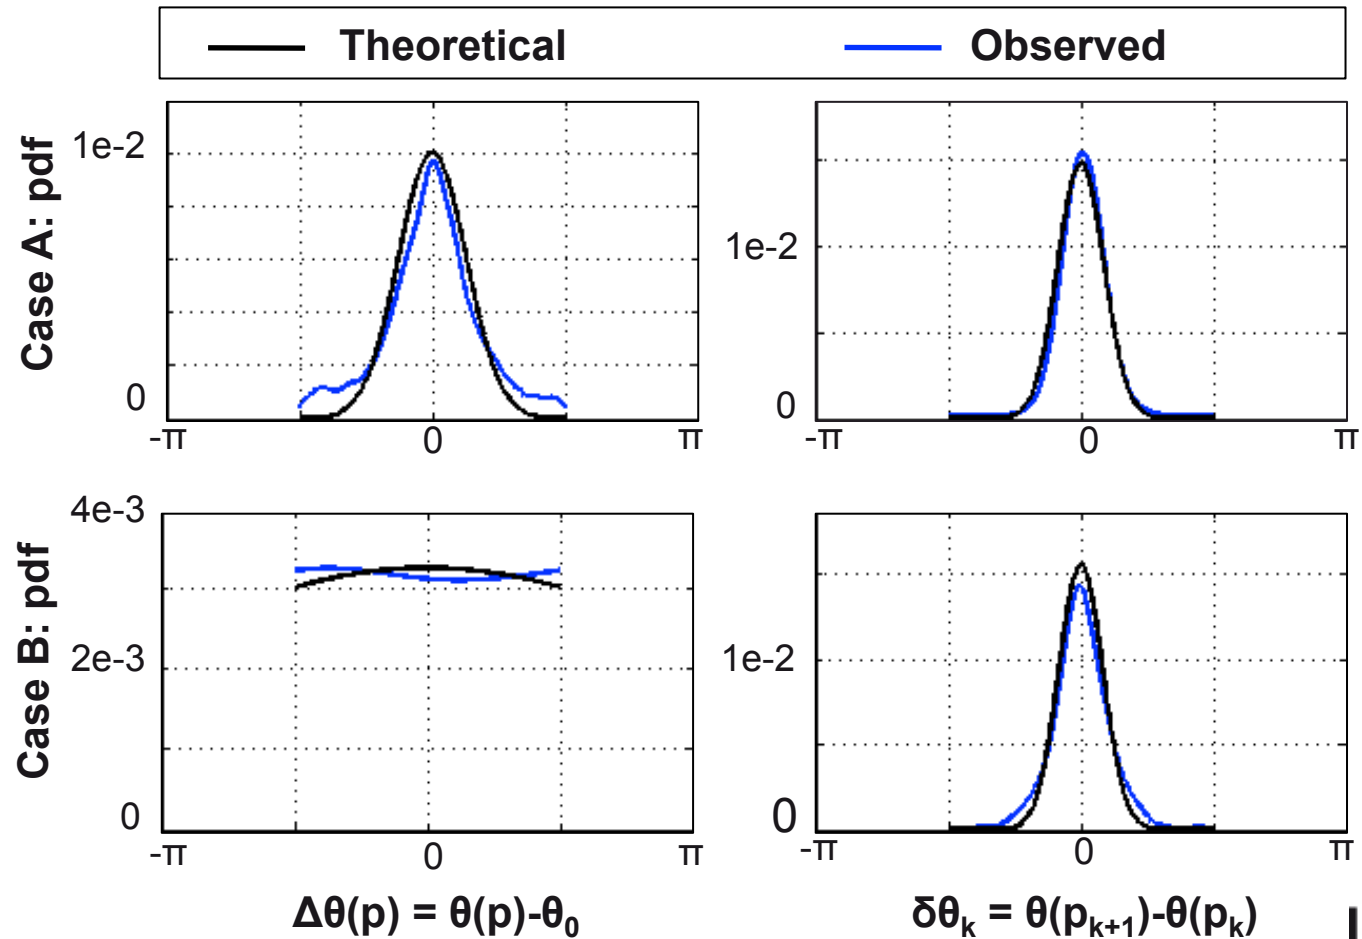 Theoretical Observed
Case A: pdf
1e-2
0
-π 0 π
1e-2
0
-π 0 π
Case B: pdf
4e-3
2e-3
0
-π 0 π
1e-2
0
-π 0 π
Δθ(p) = θ(p)-θ₀
δθₖ = θ(pₖ₊₁)-θ(pₖ)